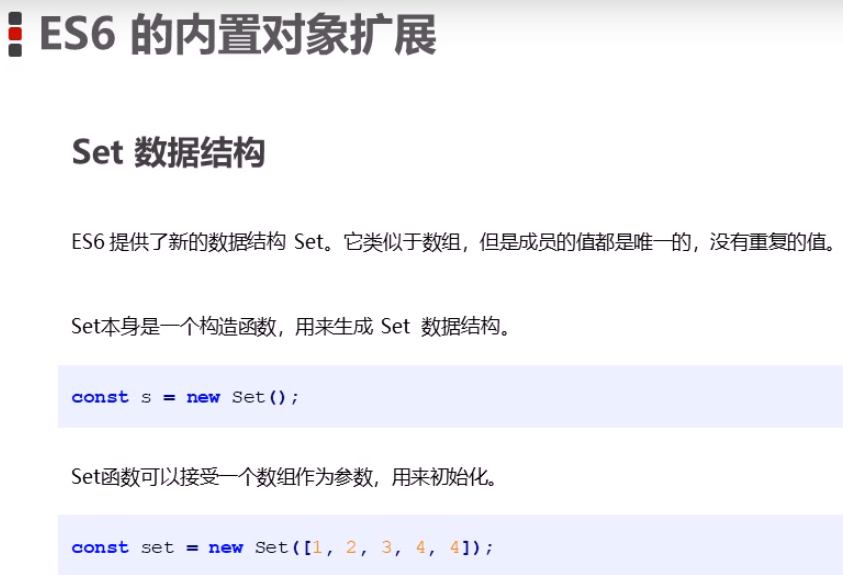 ES6 的内置对象扩展
Set 数据结构
ES6 提供了新的数据结构 Set。它类似于数组，但是成员的值都是唯一的，没有重复的值。
Set本身是一个构造函数，用来生成 Set 数据结构。
const s = new Set();
Set函数可以接受一个数组作为参数，用来初始化。
const set = new Set([1, 2, 3, 4, 4]);